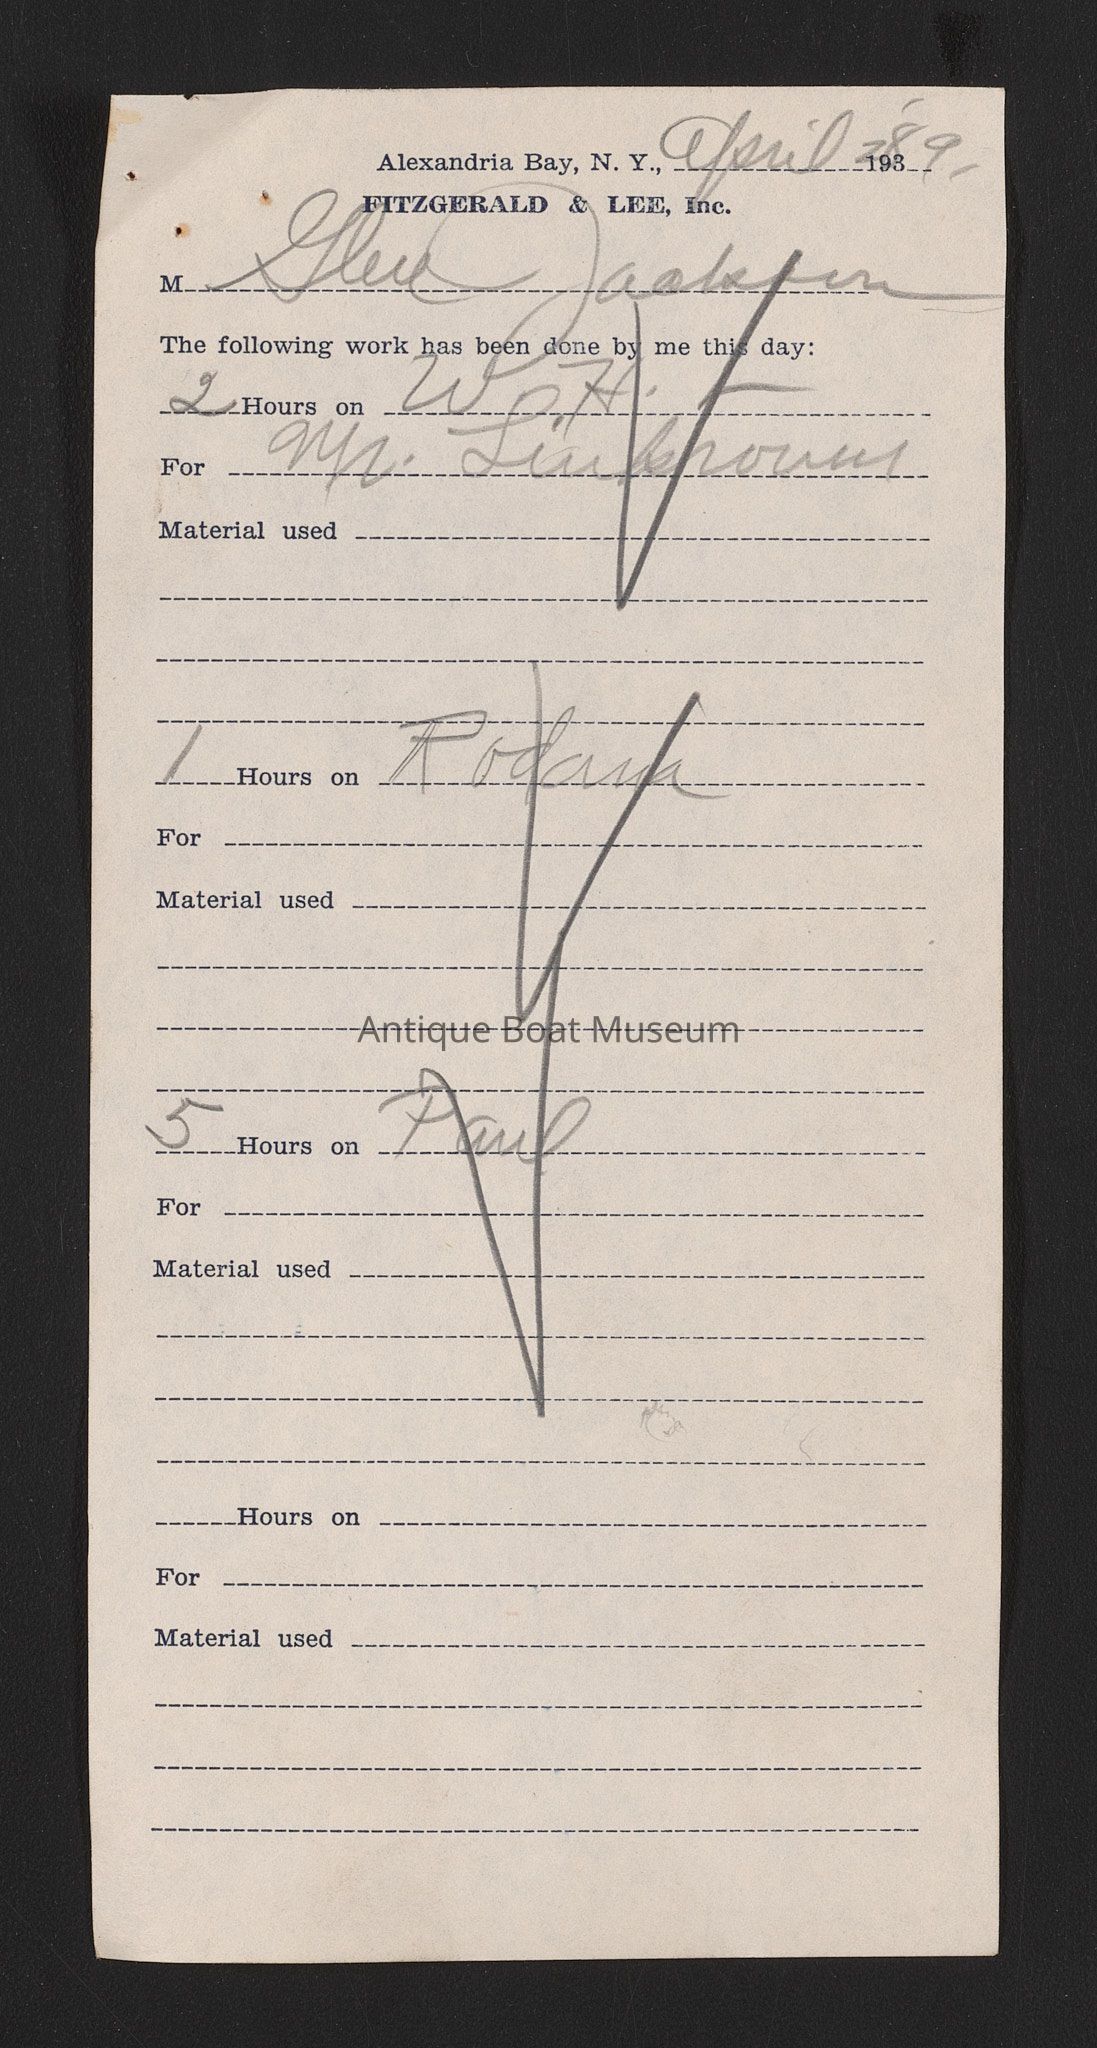 Alexandria Bay, N. Y., April 28 1939
FITZGERALD & LEE, Inc.
M Glen Jackson
The following work has been done by me this day:
2 Hours on W. H.
For Mr.
Material used
1 Hours on
For
Material used
Antique Boat Museum
5 Hours on Paul
For
Material used
Hours on
For
Material used